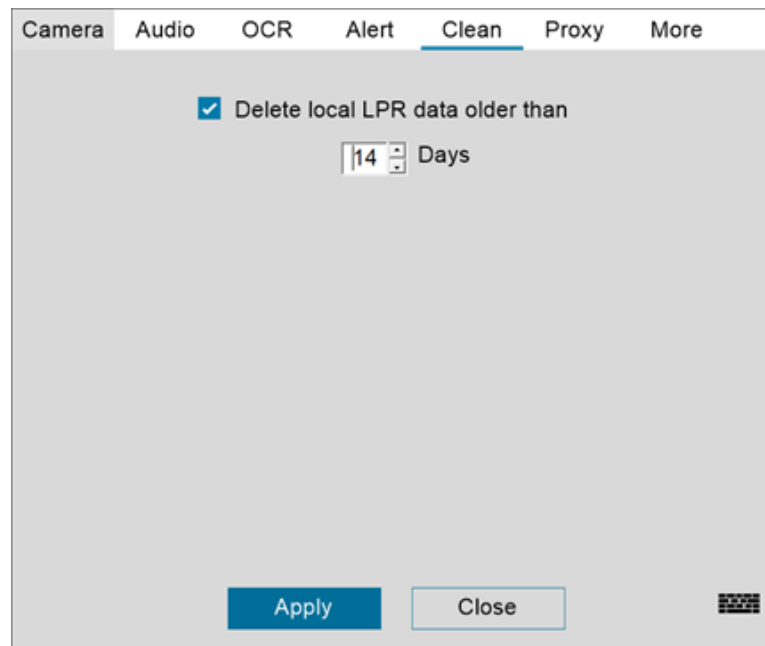 Camera Audio OCR Alert Clean Proxy More
Delete local LPR data older than
14 Days
Apply Close